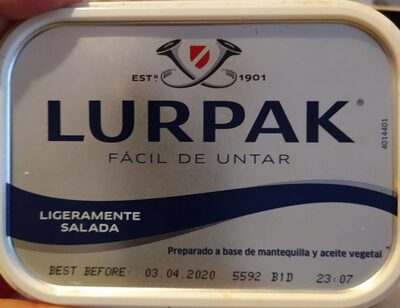 ESTD 1901
LURPAK®
FÁCIL DE UNTAR
LIGERAMENTE
SALADA
Preparado a base de mantequilla y aceite vegetal
BEST BEFORE: 03.04.2020 5592 B1D 23:07
4014401